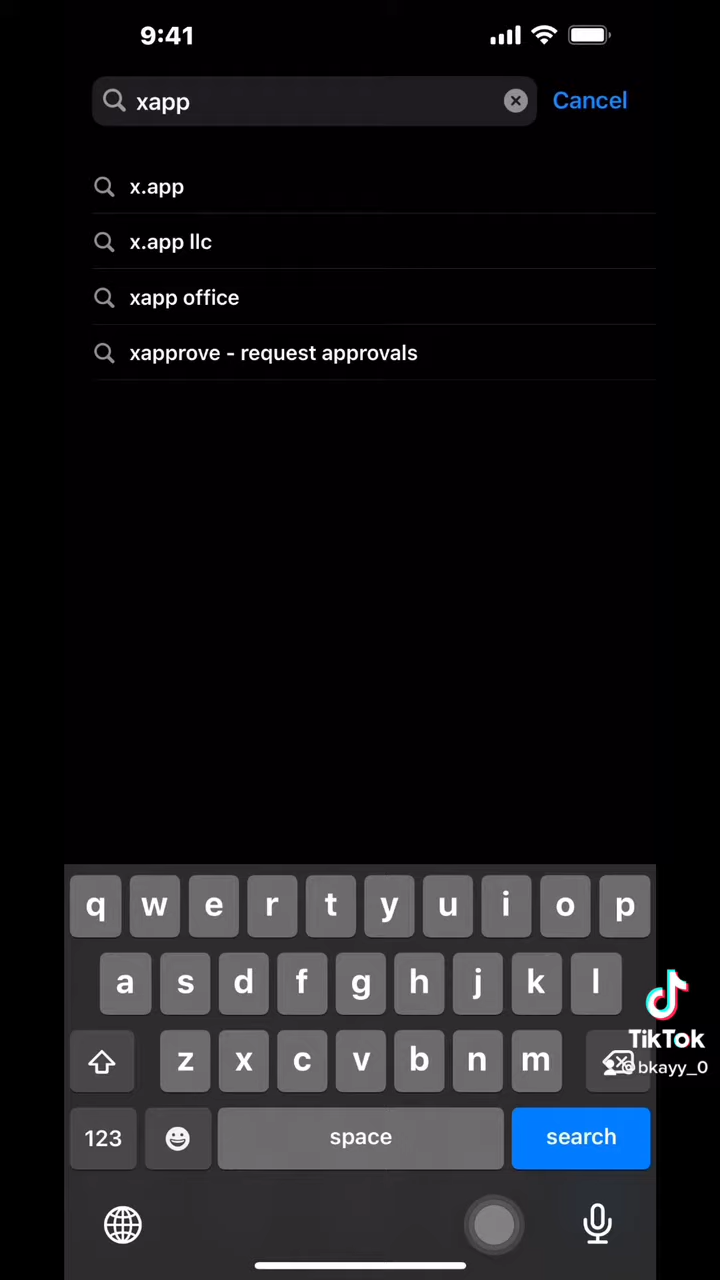 9:41
xapp
Cancel
x.app
x.app llc
xapp office
xapprove - request approvals
q w e r t y u i o p
a s d f g h j k l
z x c v b n m
123 space search
TikTok
@bkayy_0